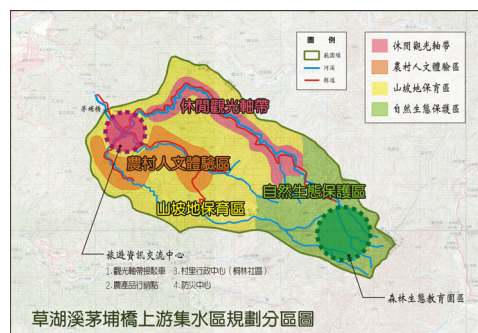 圖 例
範圍線
河溪
縣道
休閒觀光軸帶
農村人文體驗區
山坡地保育區
自然生態保護區
茅埔橋
休閒觀光軸帶
農村人文體驗區
自然生態保護區
山坡地保育區
旅遊資訊交流中心
1.觀光軸帶接駁車 3.村里行政中心(桐林社區)
2.農產品行銷點 4.防火中心
森林生態教育園區
草湖溪茅埔橋上游集水區規劃分區圖